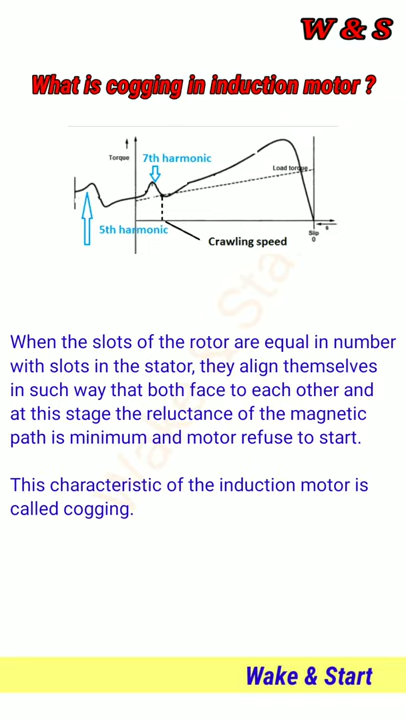 W & S
What is cogging in induction motor ?
Torque
7th harmonic
Load torque
5th harmonic
Crawling speed
Slip
0
s
When the slots of the rotor are equal in number
with slots in the stator, they align themselves
in such way that both face to each other and
at this stage the reluctance of the magnetic
path is minimum and motor refuse to start.
This characteristic of the induction motor is
called cogging.
Wake & Start
Wake & Start